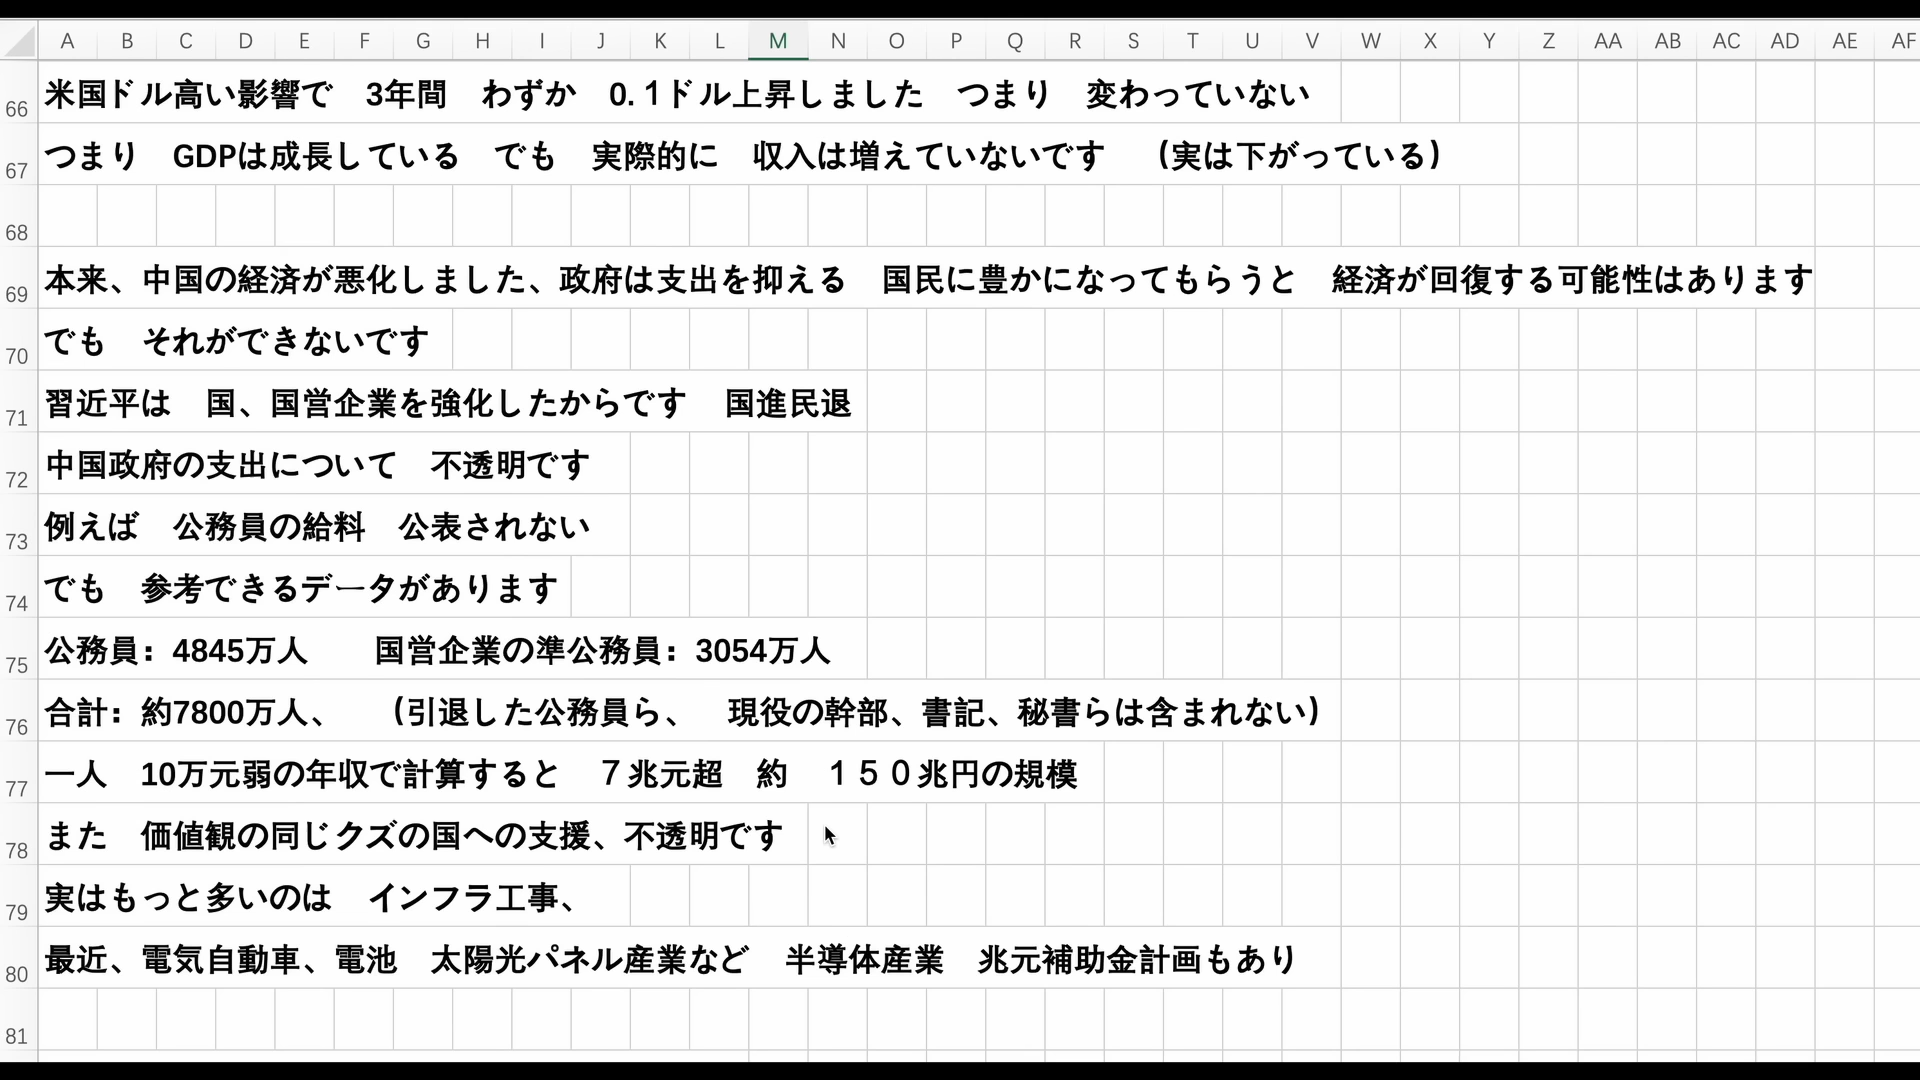 A B C D E F G H I J K L M N O P Q R S T U V W X Y Z AA AB AC AD AE AF
66 米国ドル高い影響で　3年間　わずか　0.1ドル上昇しました　つまり　変わっていない
67 つまり　GDPは成長している　でも　実際的に　収入は増えていないです　（実は下がっている）
68
69 本来、中国の経済が悪化しました、政府は支出を抑える　国民に豊かになってもらうと　経済が回復する可能性はあります
70 でも　それができないです
71 習近平は　国、国営企業を強化したからです　国進民退
72 中国政府の支出について　不透明です
73 例えば　公務員の給料　公表されない
74 でも　参考できるデータがあります
75 公務員：4845万人　　国営企業の準公務員：3054万人
76 合計：約7800万人、　（引退した公務員ら、　現役の幹部、書記、秘書らは含まれない）
77 一人　10万元弱の年収で計算すると　７兆元超　約　１５０兆円の規模
78 また　価値観の同じクズの国への支援、不透明です
79 実はもっと多いのは　インフラ工事、
80 最近、電気自動車、電池　太陽光パネル産業など　半導体産業　兆元補助金計画もあり
81